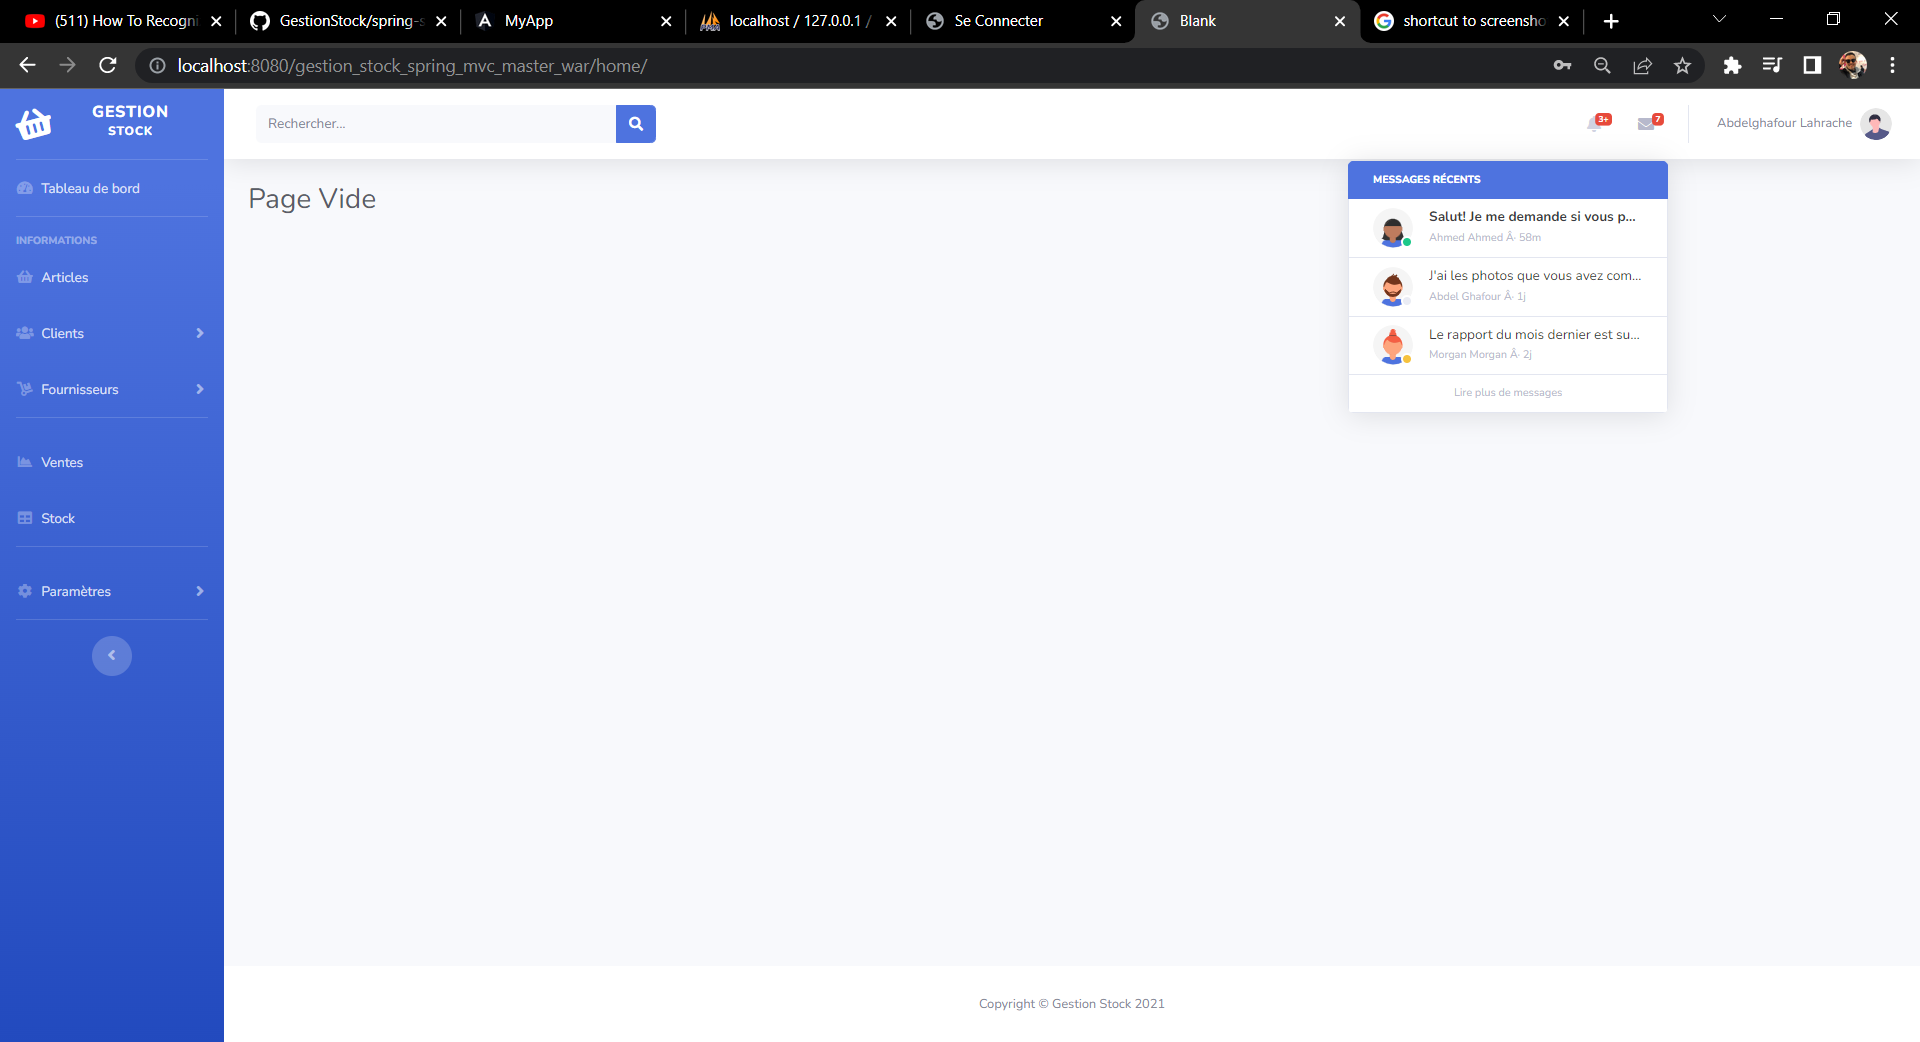 (511) How To Recogni
GestionStock/spring-s
MyApp
localhost / 127.0.0.1 /
Se Connecter
Blank
shortcut to screensho
localhost:8080/gestion_stock_spring_mvc_master_war/home/
GESTION
STOCK
Rechercher...
3+
7
Abdelghafour Lahrache
Tableau de bord
INFORMATIONS
Articles
Clients
Fournisseurs
Ventes
Stock
Paramètres
Page Vide
MESSAGES RÉCENTS
Salut! Je me demande si vous p...
Ahmed Ahmed Â· 58m
J'ai les photos que vous avez com...
Abdel Ghafour Â· 1j
Le rapport du mois dernier est su...
Morgan Morgan Â· 2j
Lire plus de messages
Copyright © Gestion Stock 2021